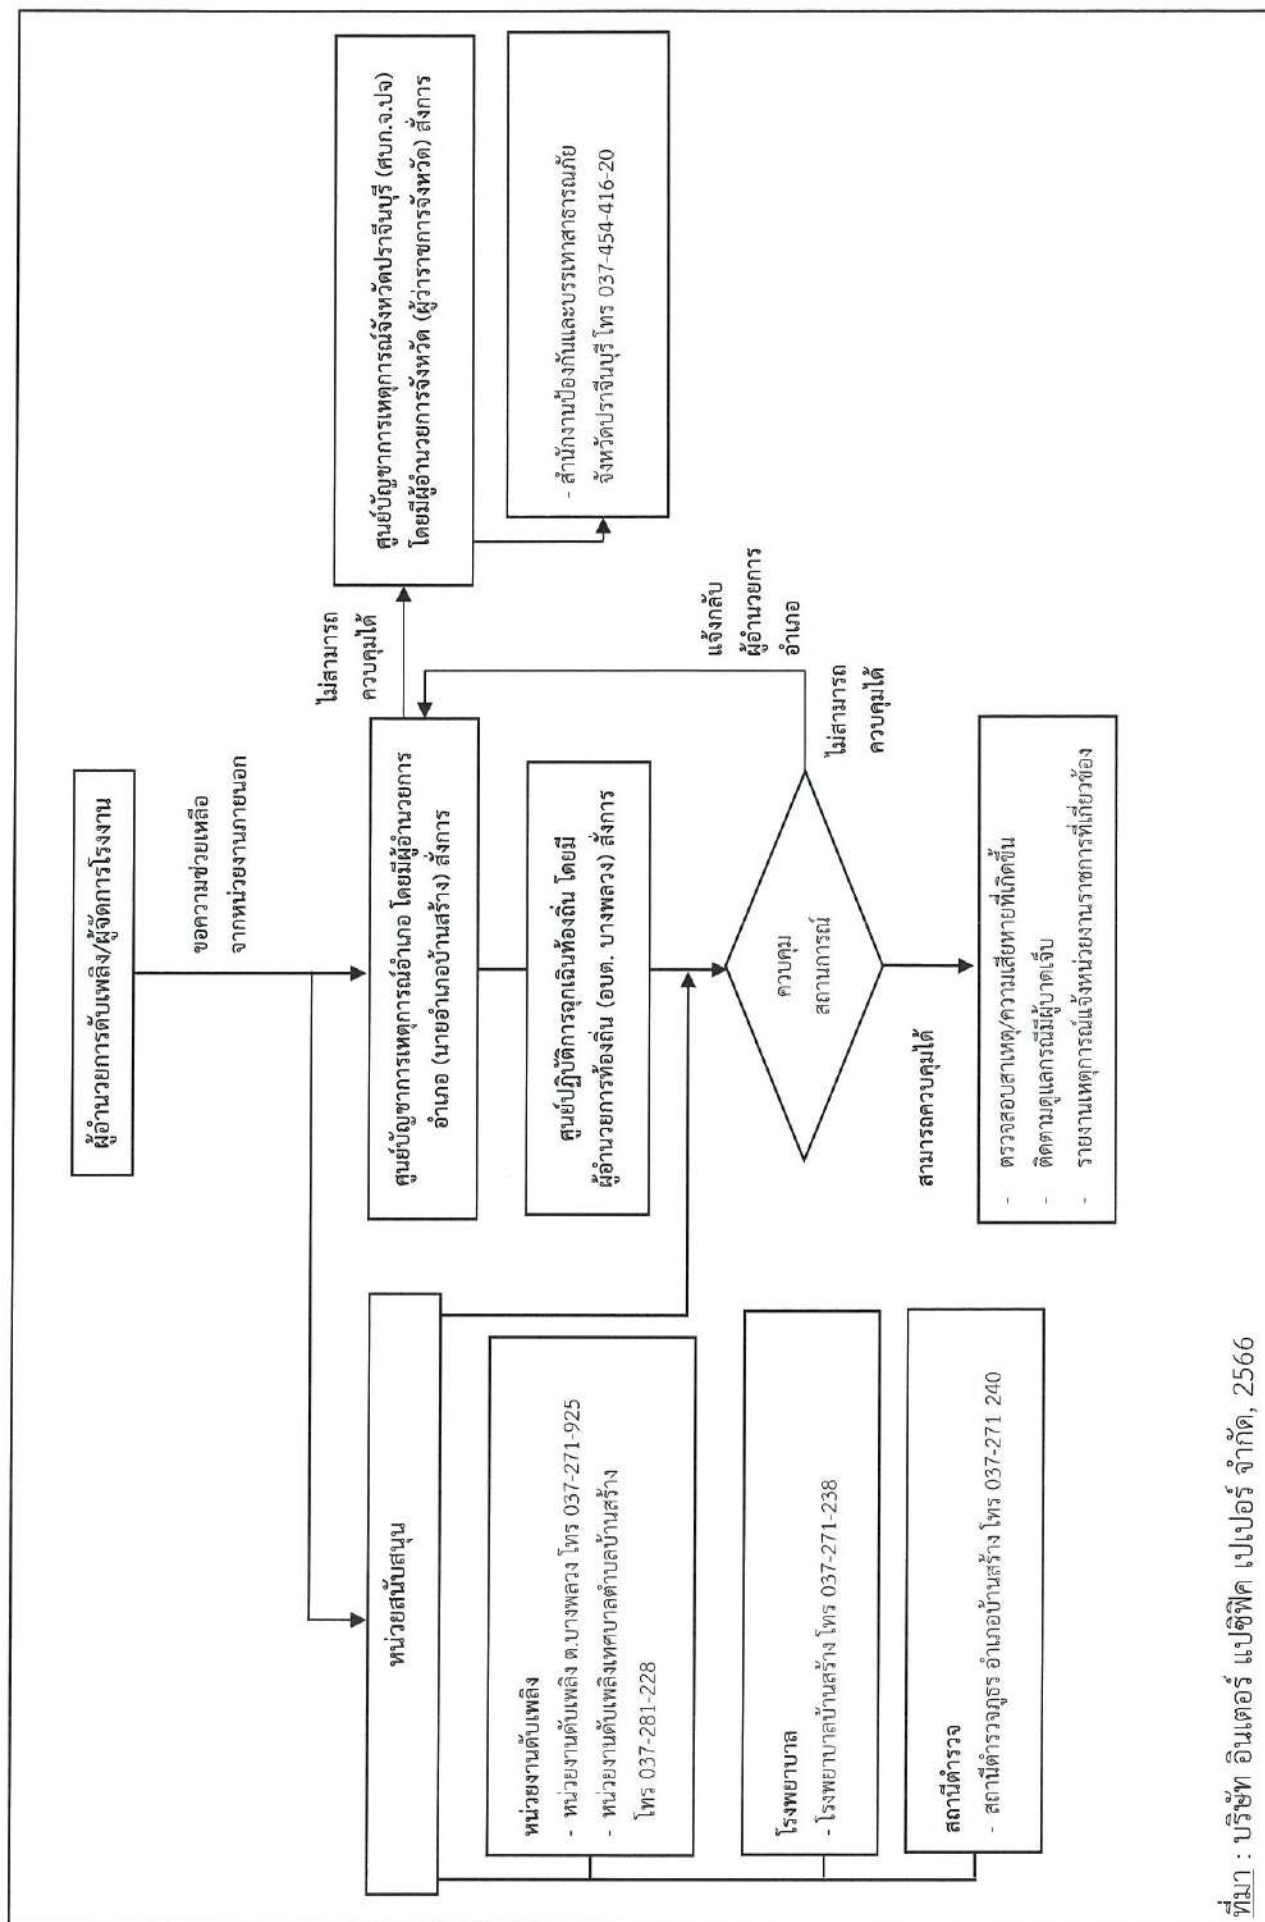 ผู้อำนวยการดับเพลิง/ผู้จัดการโรงงาน
ขอความช่วยเหลือ
จากหน่วยงานภายนอก
หน่วยสนับสนุน
ศูนย์บัญชาการเหตุการณ์อำเภอ โดยมีผู้อำนวยการ
อำเภอ (นายอำเภอบ้านสร้าง) สั่งการ
ไม่สามารถ
ควบคุมได้
ศูนย์บัญชาการเหตุการณ์จังหวัดปราจีนบุรี (ศบก.จ.ปจ)
โดยมีผู้อำนวยการจังหวัด (ผู้ว่าราชการจังหวัด) สั่งการ
- สำนักงานป้องกันและบรรเทาสาธารณภัย
จังหวัดปราจีนบุรี โทร 037-454-416-20
ศูนย์ปฏิบัติการฉุกเฉินท้องถิ่น โดยมี
ผู้อำนวยการท้องถิ่น (อบต. บางพลวง) สั่งการ
หน่วยงานดับเพลิง
- หน่วยงานดับเพลิง ต.บางพลวง โทร 037-271-925
- หน่วยงานดับเพลิงเทศบาลตำบลบ้านสร้าง
โทร 037-281-228
แจ้งกลับ
ผู้อำนวยการ
อำเภอ
ควบคุม
สถานการณ์
ไม่สามารถ
ควบคุมได้
โรงพยาบาล
- โรงพยาบาลบ้านสร้าง โทร 037-271-238
สามารถควบคุมได้
สถานีตำรวจ
- สถานีตำรวจภูธร อำเภอบ้านสร้าง โทร 037-271 240
- ตรวจสอบสาเหตุ/ความเสียหายที่เกิดขึ้น
- ติดตามดูแลกรณีมีผู้บาดเจ็บ
- รายงานเหตุการณ์แจ้งหน่วยงานราชการที่เกี่ยวข้อง
ที่มา : บริษัท อินเตอร์ แปซิฟิค เปเปอร์ จำกัด, 2566